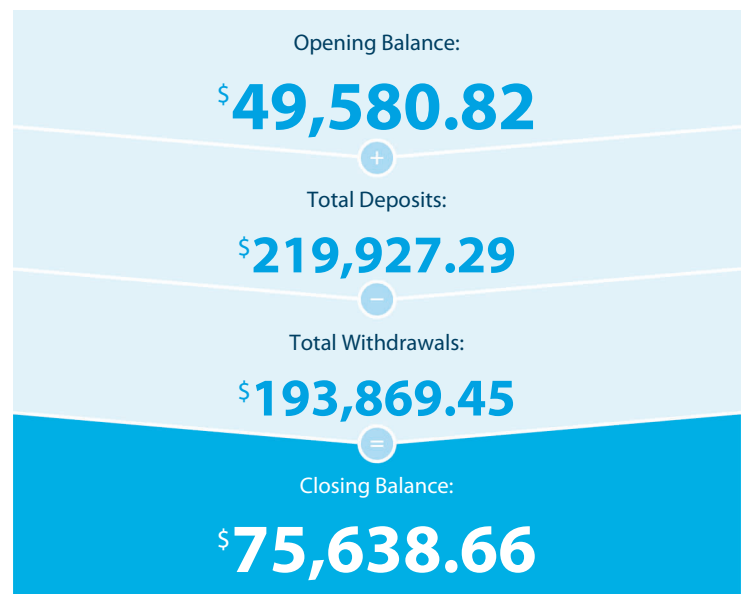 Opening Balance:
$49,580.82
+
Total Deposits:
$219,927.29
−
Total Withdrawals:
$193,869.45
=
Closing Balance:
$75,638.66